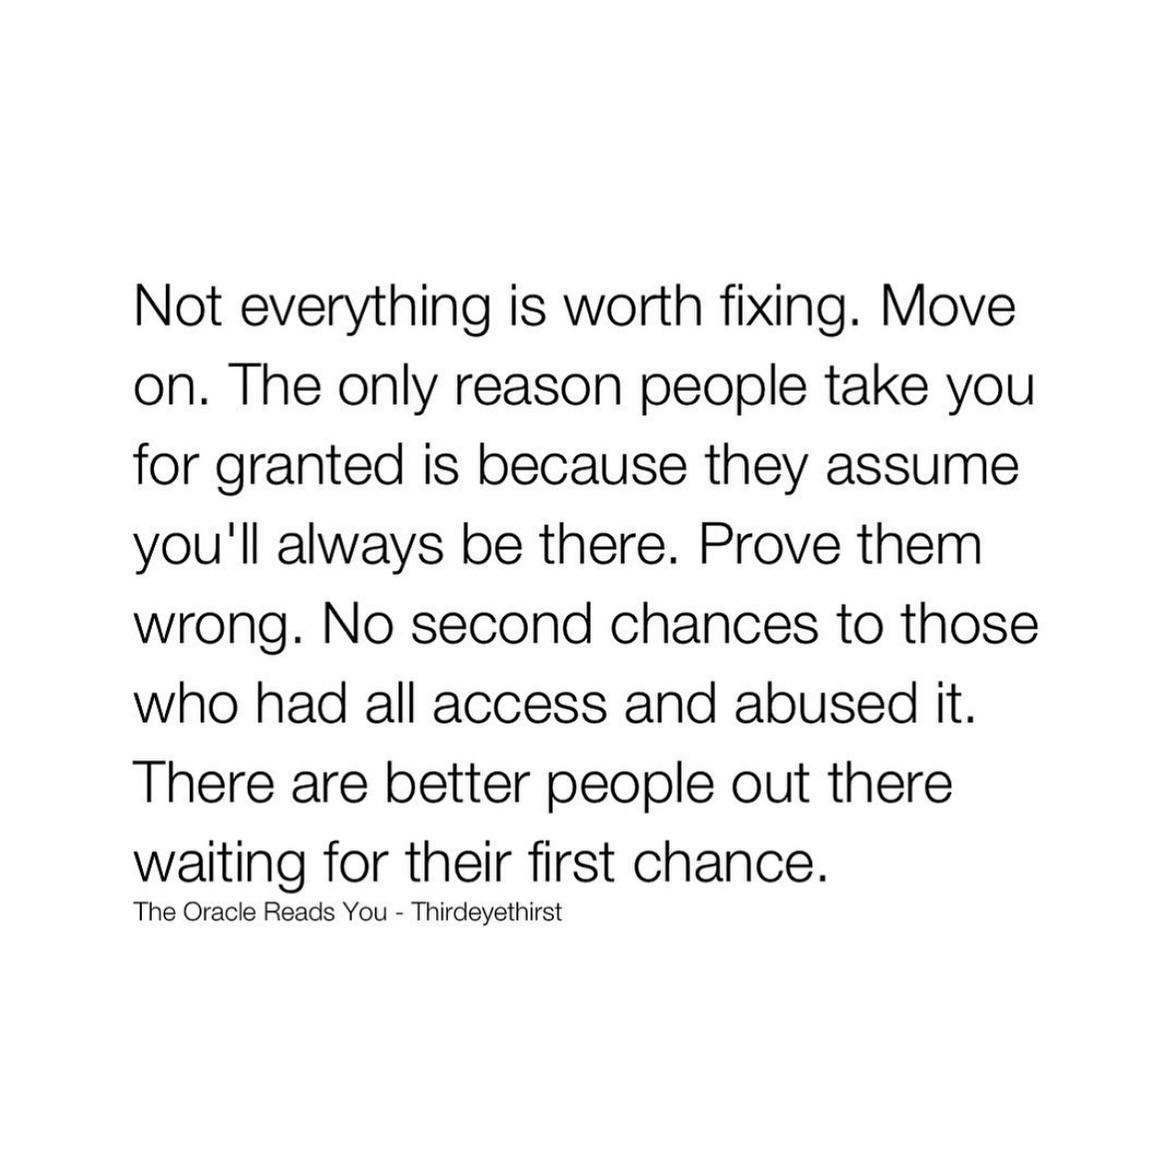 Not everything is worth fixing. Move
on. The only reason people take you
for granted is because they assume
you'll always be there. Prove them
wrong. No second chances to those
who had all access and abused it.
There are better people out there
waiting for their first chance.
The Oracle Reads You - Thirdeyethirst